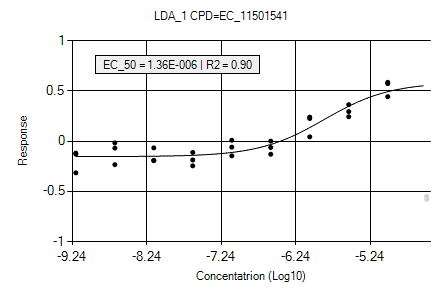 LDA_1 CPD=EC_11501541
EC_50 = 1.36E-006 | R2 = 0.90
1
0.5
0
-0.5
-1
Response
-9.24 -8.24 -7.24 -6.24 -5.24
Concentatrion (Log10)